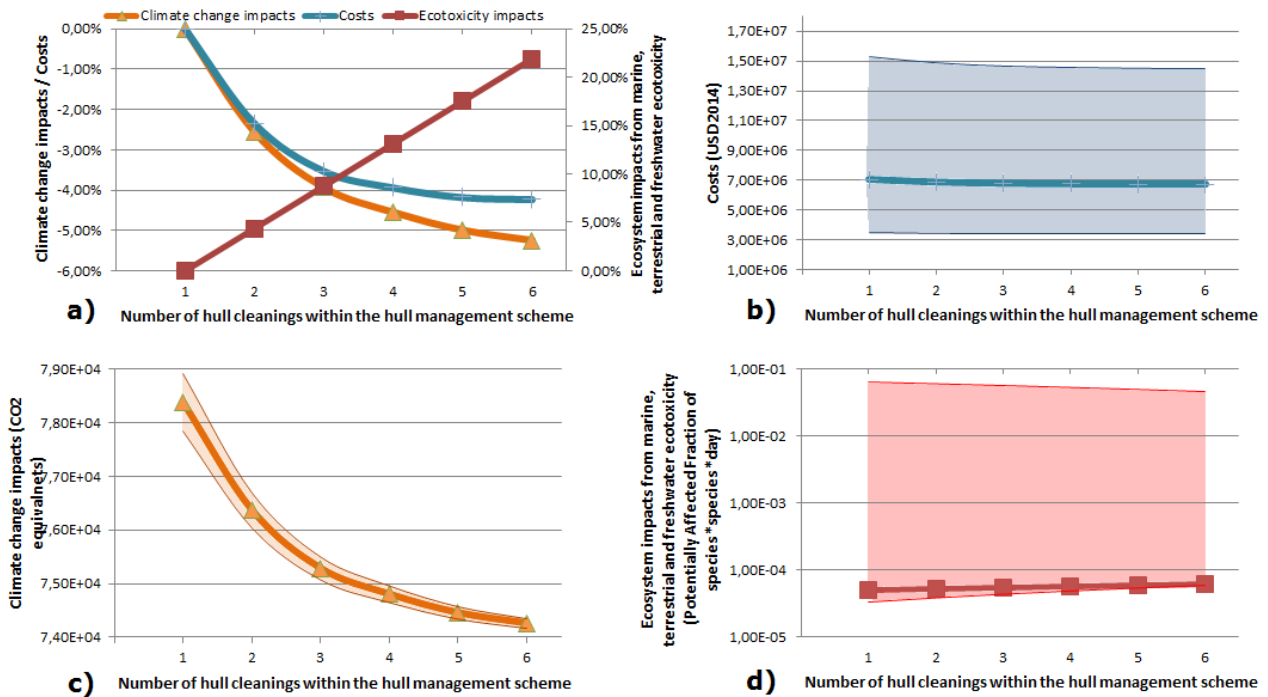 Climate change impacts
Costs
Ecotoxicity impacts
Climate change impacts / Costs
0,00%
-1,00%
-2,00%
-3,00%
-4,00%
-5,00%
-6,00%
25,00%
20,00%
15,00%
10,00%
5,00%
0,00%
Ecosystem impacts from marine,
terrestrial and freshwater ecotoxicity
1 2 3 4 5 6
a)
Number of hull cleanings within the hull management scheme
Costs (USD2014)
1,70E+07
1,50E+07
1,30E+07
1,10E+07
9,00E+06
7,00E+06
5,00E+06
3,00E+06
1,00E+06
1 2 3 4 5 6
b)
Number of hull cleanings within the hull management scheme
Climate change impacts (CO2
equivalnets)
7,90E+04
7,80E+04
7,70E+04
7,60E+04
7,50E+04
7,40E+04
1 2 3 4 5 6
c)
Number of hull cleanings within the hull management scheme
Ecosystem impacts from marine,
terrestrial and freshwater ecotoxicity
(Potentially Affected Fraction of
species *species *day)
1,00E-01
1,00E-02
1,00E-03
1,00E-04
1,00E-05
1 2 3 4 5 6
d)
Number of hull cleanings within the hull management scheme